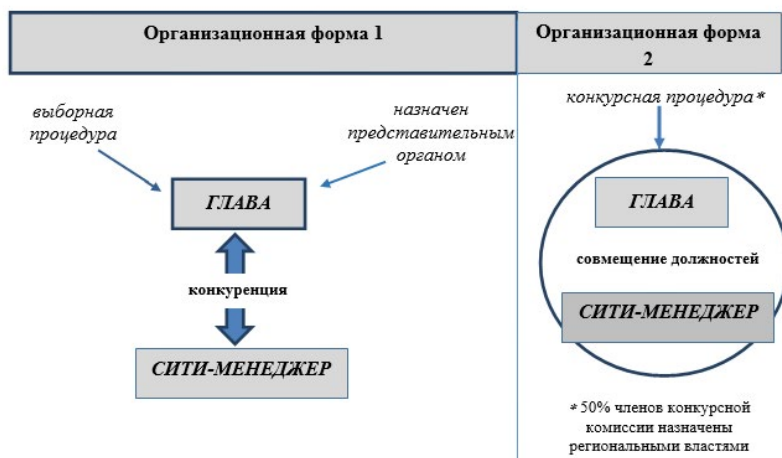 Организационная форма 1
выборная
процедура
назначен
представительным
органом
ГЛАВА
конкуренция
СИТИ-МЕНЕДЖЕР
Организационная форма
2
конкурсная процедура*
ГЛАВА
совмещение должностей
СИТИ-МЕНЕДЖЕР
* 50% членов конкурсной
комиссии назначены
региональными властями